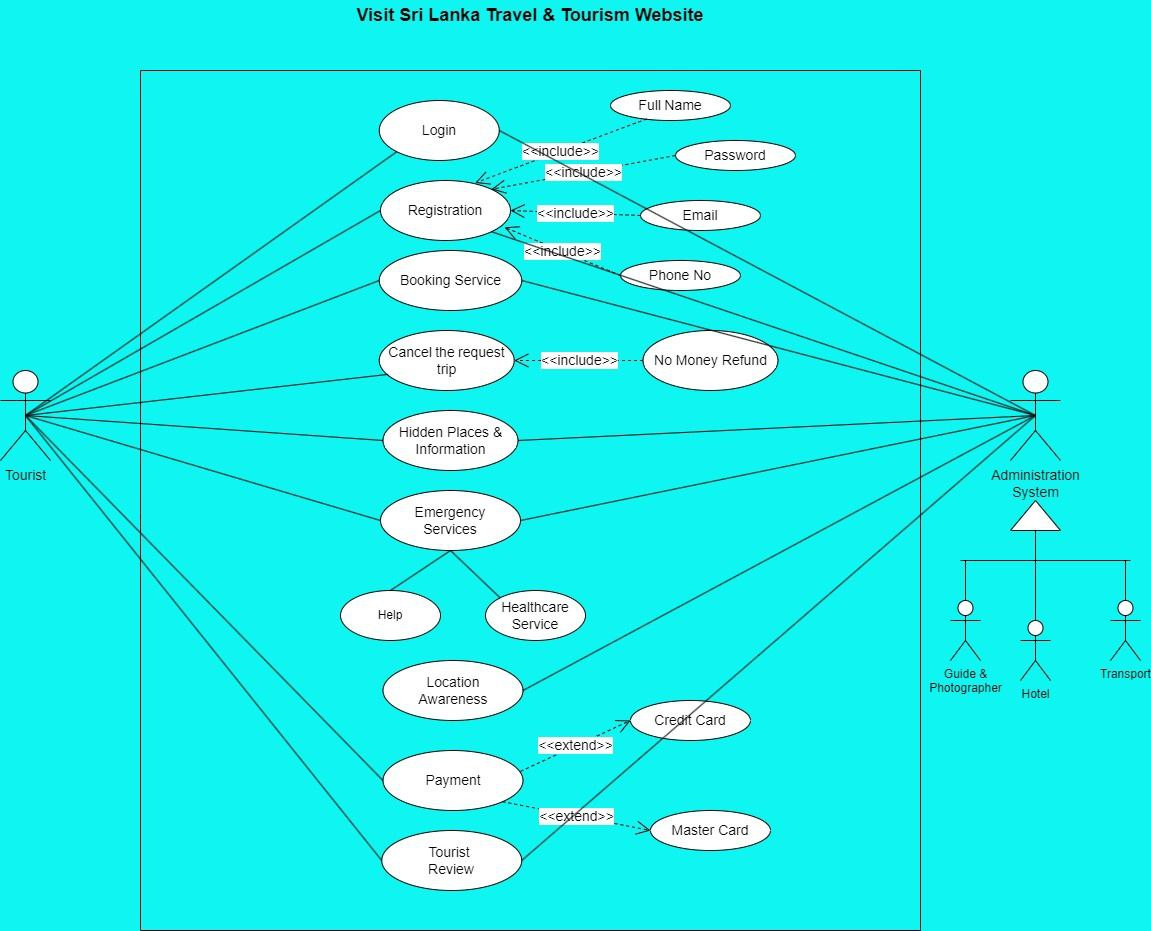 Visit Sri Lanka Travel & Tourism Website
Full Name
Login
<<include>>
Password
<<include>>
Registration
<<include>>
Email
<<include>>
Phone No
Booking Service
Cancel the request
trip
<<include>>
No Money Refund
Hidden Places &
Information
Tourist
Administration
System
Emergency
Services
Help
Healthcare
Service
Guide &
Photographer
Hotel
Transport
Location
Awareness
Credit Card
<<extend>>
Payment
<<extend>>
Master Card
Tourist
Review